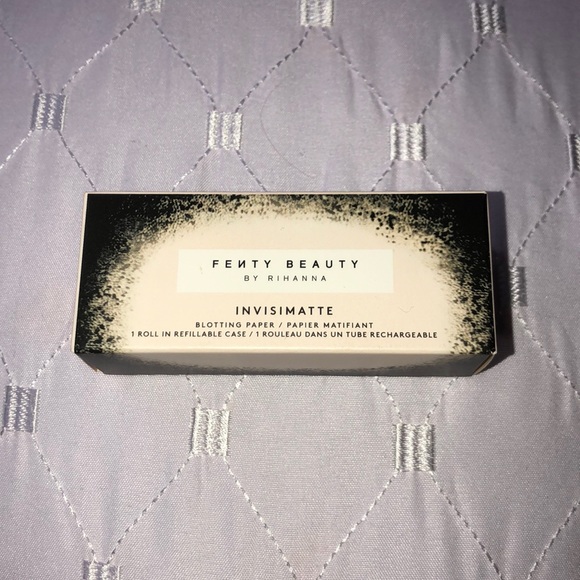 FEИTY BEAUTY
BY RIHANNA
INVISIMATTE
BLOTTING PAPER / PAPIER MATIFIANT
1 ROLL IN REFILLABLE CASE / 1 ROULEAU DANS UN TUBE RECHARGEABLE